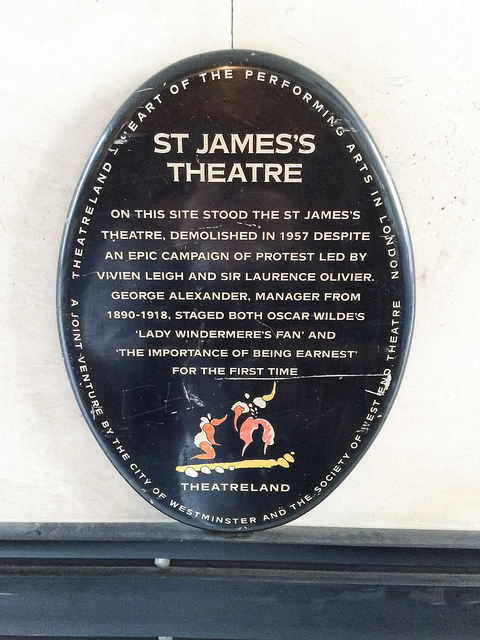 THEATRELAND HEART OF THE PERFORMING ARTS IN LONDON
ST JAMES'S
THEATRE
ON THIS SITE STOOD THE ST JAMES'S
THEATRE, DEMOLISHED IN 1957 DESPITE
AN EPIC CAMPAIGN OF PROTEST LED BY
VIVIEN LEIGH AND SIR LAURENCE OLIVIER.
GEORGE ALEXANDER, MANAGER FROM
1890-1918, STAGED BOTH OSCAR WILDE'S
'LADY WINDERMERE'S FAN' AND
'THE IMPORTANCE OF BEING EARNEST'
FOR THE FIRST TIME
THEATRELAND
A JOINT VENTURE BY THE CITY OF WESTMINSTER AND THE SOCIETY OF WEST END THEATRE